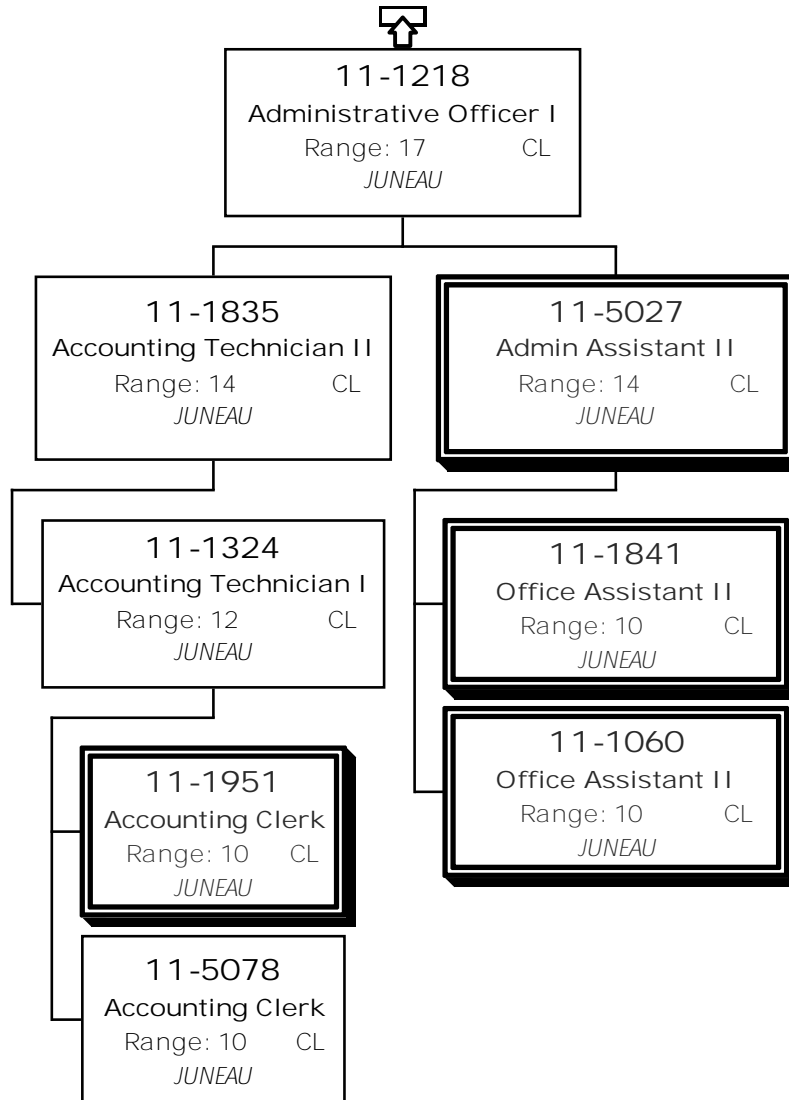 11-1218
Administrative Officer I
Range: 17 CL
JUNEAU
11-1835
Accounting Technician II
Range: 14 CL
JUNEAU
11-5027
Admin Assistant II
Range: 14 CL
JUNEAU
11-1324
Accounting Technician I
Range: 12 CL
JUNEAU
11-1841
Office Assistant II
Range: 10 CL
JUNEAU
11-1951
Accounting Clerk
Range: 10 CL
JUNEAU
11-1060
Office Assistant II
Range: 10 CL
JUNEAU
11-5078
Accounting Clerk
Range: 10 CL
JUNEAU